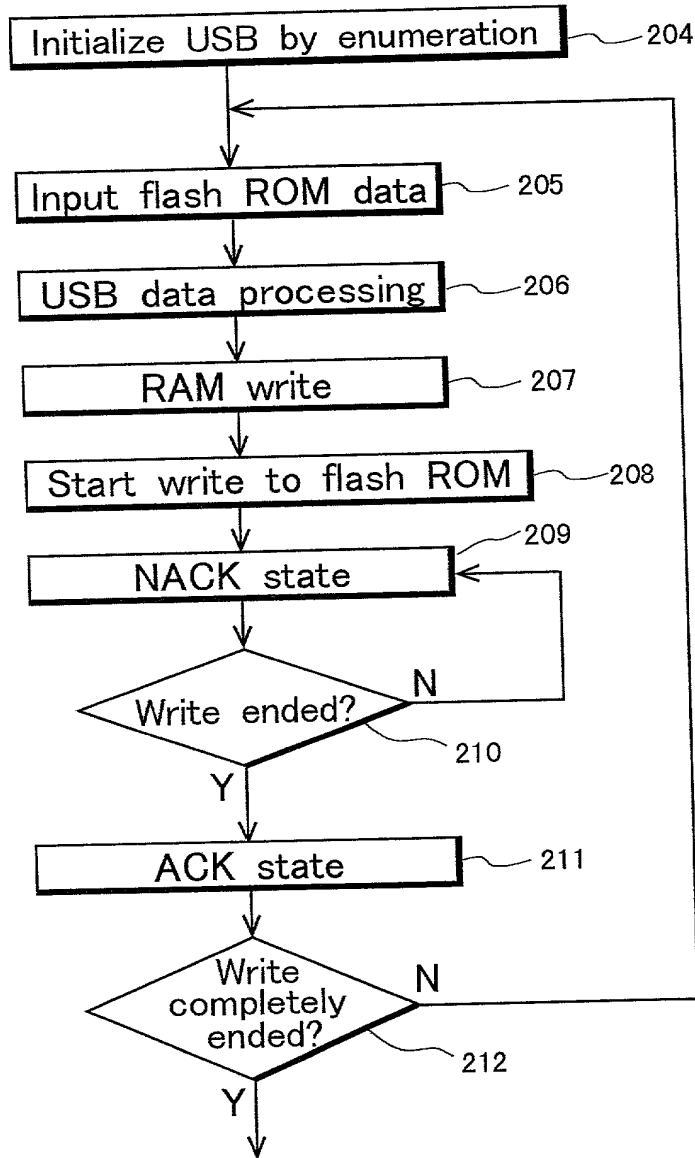 Initialize USB by enumeration
204
Input flash ROM data
205
USB data processing
206
RAM write
207
Start write to flash ROM
208
209
NACK state
N
Write ended?
210
Y
ACK state
211
Write
completely
ended?
N
212
Y